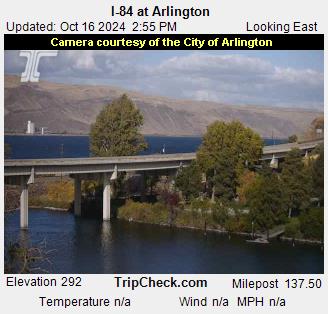 I-84 at Arlington
Updated: Oct 16 2024 2:55 PM Looking East
Camera courtesy of the City of Arlington
Elevation 292 TripCheck.com Milepost 137.50
Temperature n/a Wind n/a MPH n/a